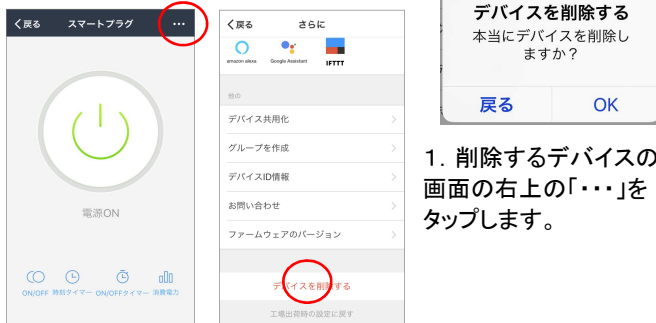 く戻る スマートプラグ •••
電源ON
ON/OFF 時刻タイマー ON/OFFタイマー 消費電力
く戻る さらに
amazon alexa Google Assistant IFTTT
他の
デバイス共用化
グループを作成
デバイスID情報
お問い合わせ
ファームウェアのバージョン
デバイスを削除する
工場出荷時の設定に戻す
デバイスを削除する
本当にデバイスを削除し
ますか？
戻る OK
1．削除するデバイスの
画面の右上の「・・・」を
タップします。